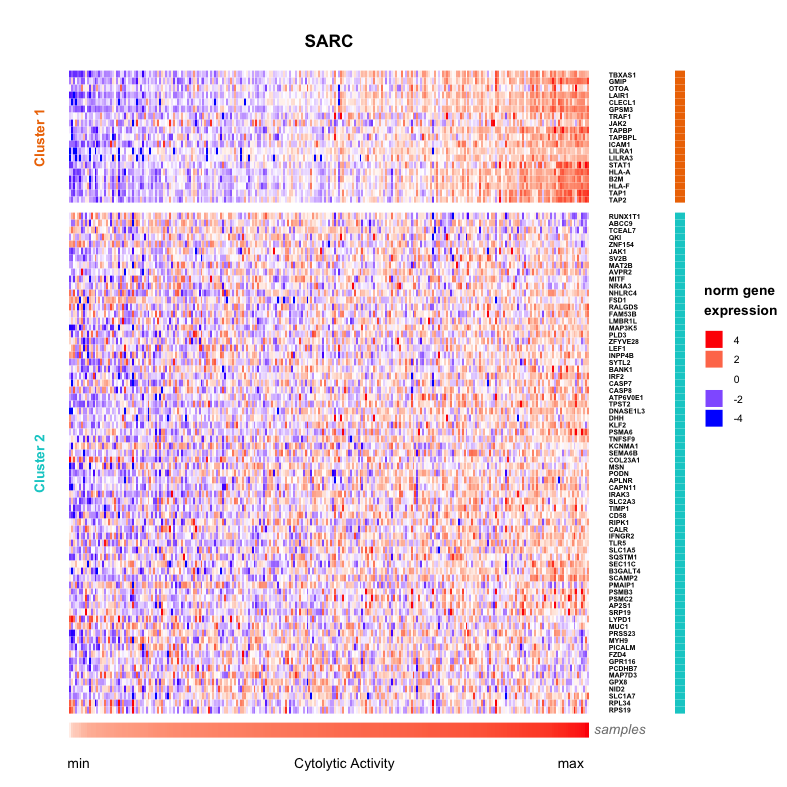 SARC
Cluster 1
TBXAS1
GMIP
OTOA
LAIR1
CLECL1
GPSM3
TRAF1
JAK2
TAPBP
TAPBPL
ICAM1
LILRA1
LILRA3
STAT1
HLA-A
B2M
HLA-F
TAP1
TAP2
Cluster 2
RUNX1T1
ABCC9
TCEAL7
QKI
ZNF154
JAK1
SV2B
MAT2B
AVPR2
MITF
NR4A3
NHLRC4
FSD1
RALGDS
FAM53B
LMBR1L
MAP3K5
PLD3
ZFYVE28
LEF1
INPP4B
SYTL2
BANK1
IRF2
CASP7
CASP8
ATP6V0E1
TPST2
DNASE1L3
DHH
KLF2
PSMA6
TNFSF9
KCNMA1
SEMA6B
COL23A1
MSN
PODN
APLNR
CAPN11
IRAK3
SLC2A3
TIMP1
CD58
RIPK1
CALR
IFNGR2
TLR5
SLC1A5
SQSTM1
SEC11C
B3GALT4
SCAMP2
PMAIP1
PSMB3
PSMC2
AP2S1
SRP19
LYPD1
MUC1
PRSS23
MYH9
PICALM
FZD4
GPR116
PCDHB7
MAP7D3
GPX8
NID2
SLC1A7
RPL34
RPS19
norm gene
expression
4
2
0
-2
-4
samples
min Cytolytic Activity max